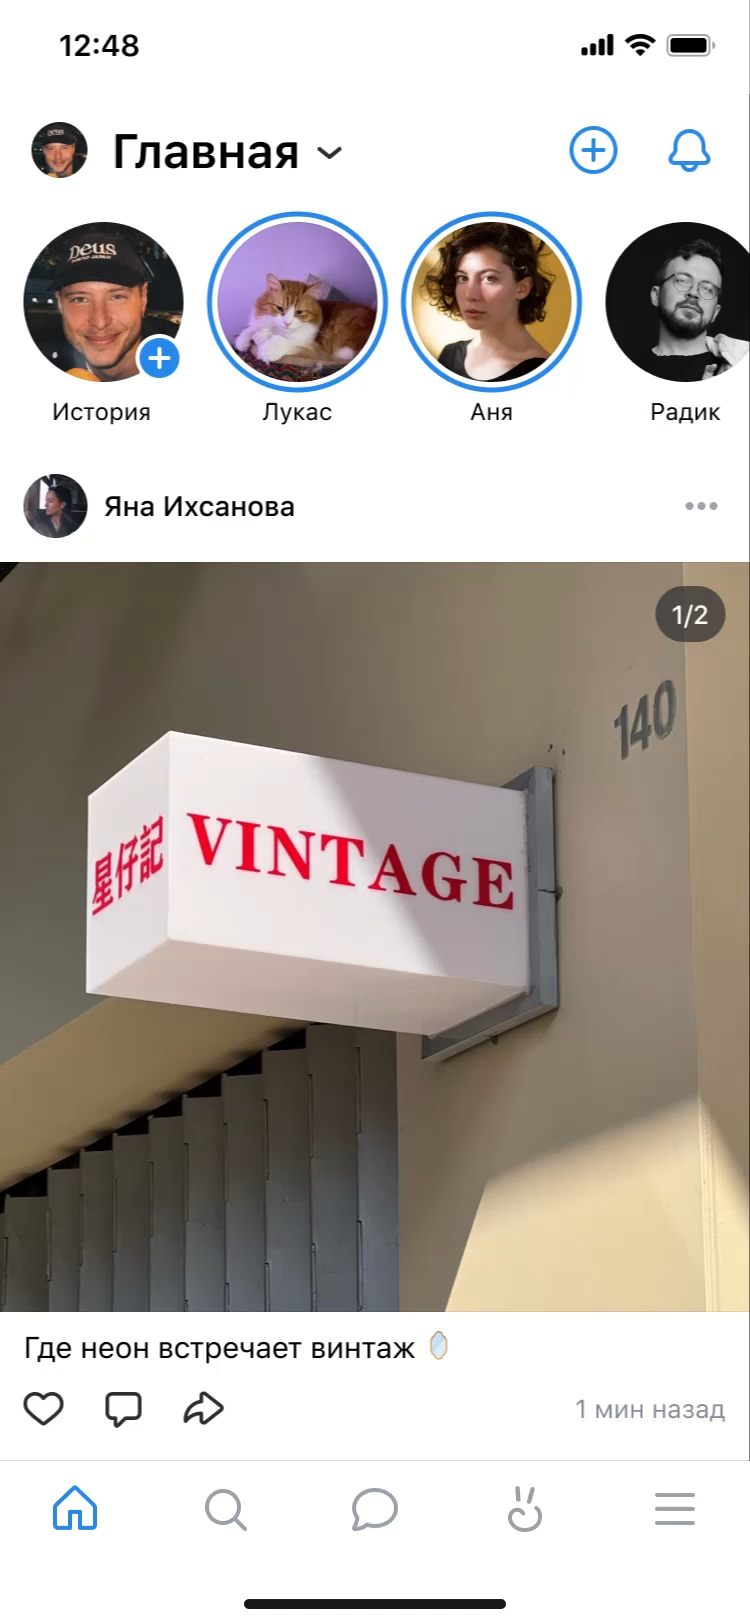 12:48
Главная
Deus
История
Лукас
Аня
Радик
Яна Ихсанова
1/2
140
星仔記
VINTAGE
Где неон встречает винтаж 🪞
1 мин назад